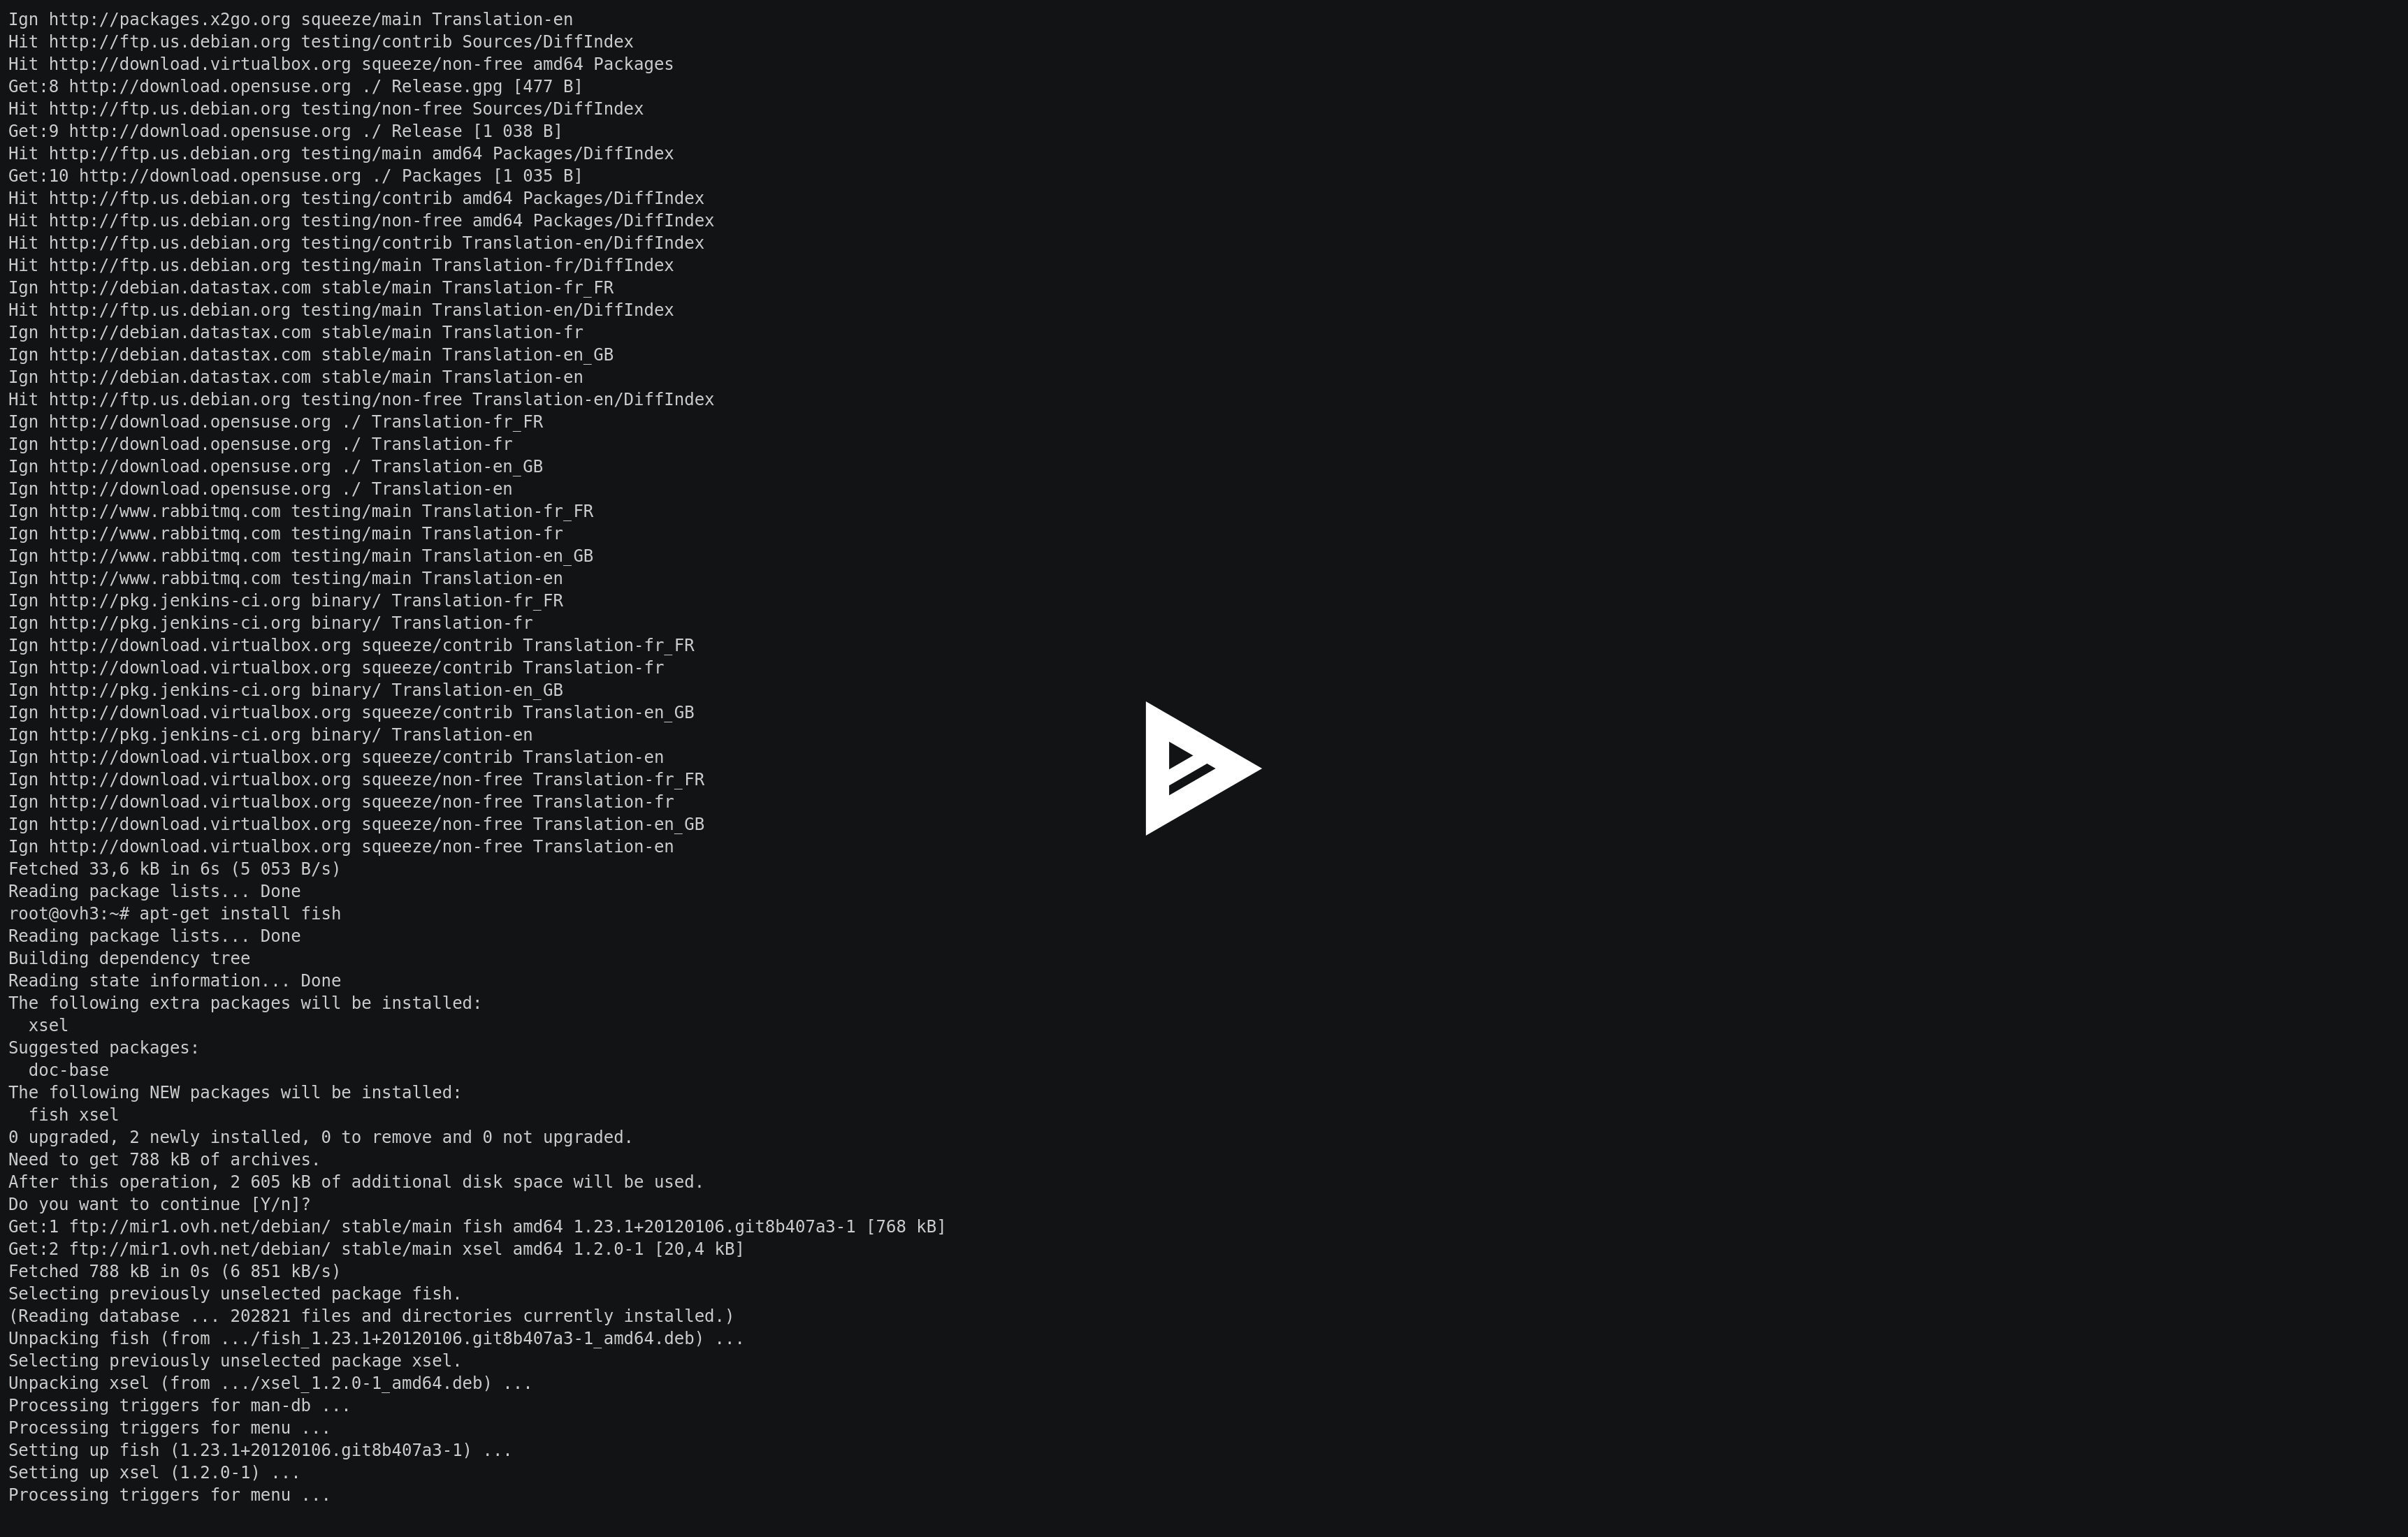 Ign http://packages.x2go.org squeeze/main Translation-en
Hit http://ftp.us.debian.org testing/contrib Sources/DiffIndex
Hit http://download.virtualbox.org squeeze/non-free amd64 Packages
Get:8 http://download.opensuse.org ./ Release.gpg [477 B]
Hit http://ftp.us.debian.org testing/non-free Sources/DiffIndex
Get:9 http://download.opensuse.org ./ Release [1 038 B]
Hit http://ftp.us.debian.org testing/main amd64 Packages/DiffIndex
Get:10 http://download.opensuse.org ./ Packages [1 035 B]
Hit http://ftp.us.debian.org testing/contrib amd64 Packages/DiffIndex
Hit http://ftp.us.debian.org testing/non-free amd64 Packages/DiffIndex
Hit http://ftp.us.debian.org testing/contrib Translation-en/DiffIndex
Hit http://ftp.us.debian.org testing/main Translation-fr/DiffIndex
Ign http://debian.datastax.com stable/main Translation-fr_FR
Hit http://ftp.us.debian.org testing/main Translation-en/DiffIndex
Ign http://debian.datastax.com stable/main Translation-fr
Ign http://debian.datastax.com stable/main Translation-en_GB
Ign http://debian.datastax.com stable/main Translation-en
Hit http://ftp.us.debian.org testing/non-free Translation-en/DiffIndex
Ign http://download.opensuse.org ./ Translation-fr_FR
Ign http://download.opensuse.org ./ Translation-fr
Ign http://download.opensuse.org ./ Translation-en_GB
Ign http://download.opensuse.org ./ Translation-en
Ign http://www.rabbitmq.com testing/main Translation-fr_FR
Ign http://www.rabbitmq.com testing/main Translation-fr
Ign http://www.rabbitmq.com testing/main Translation-en_GB
Ign http://www.rabbitmq.com testing/main Translation-en
Ign http://pkg.jenkins-ci.org binary/ Translation-fr_FR
Ign http://pkg.jenkins-ci.org binary/ Translation-fr
Ign http://download.virtualbox.org squeeze/contrib Translation-fr_FR
Ign http://download.virtualbox.org squeeze/contrib Translation-fr
Ign http://pkg.jenkins-ci.org binary/ Translation-en_GB
Ign http://download.virtualbox.org squeeze/contrib Translation-en_GB
Ign http://pkg.jenkins-ci.org binary/ Translation-en
Ign http://download.virtualbox.org squeeze/contrib Translation-en
Ign http://download.virtualbox.org squeeze/non-free Translation-fr_FR
Ign http://download.virtualbox.org squeeze/non-free Translation-fr
Ign http://download.virtualbox.org squeeze/non-free Translation-en_GB
Ign http://download.virtualbox.org squeeze/non-free Translation-en
Fetched 33,6 kB in 6s (5 053 B/s)
Reading package lists... Done
root@ovh3:~# apt-get install fish
Reading package lists... Done
Building dependency tree
Reading state information... Done
The following extra packages will be installed:
  xsel
Suggested packages:
  doc-base
The following NEW packages will be installed:
  fish xsel
0 upgraded, 2 newly installed, 0 to remove and 0 not upgraded.
Need to get 788 kB of archives.
After this operation, 2 605 kB of additional disk space will be used.
Do you want to continue [Y/n]?
Get:1 ftp://mir1.ovh.net/debian/ stable/main fish amd64 1.23.1+20120106.git8b407a3-1 [768 kB]
Get:2 ftp://mir1.ovh.net/debian/ stable/main xsel amd64 1.2.0-1 [20,4 kB]
Fetched 788 kB in 0s (6 851 kB/s)
Selecting previously unselected package fish.
(Reading database ... 202821 files and directories currently installed.)
Unpacking fish (from .../fish_1.23.1+20120106.git8b407a3-1_amd64.deb) ...
Selecting previously unselected package xsel.
Unpacking xsel (from .../xsel_1.2.0-1_amd64.deb) ...
Processing triggers for man-db ...
Processing triggers for menu ...
Setting up fish (1.23.1+20120106.git8b407a3-1) ...
Setting up xsel (1.2.0-1) ...
Processing triggers for menu ...